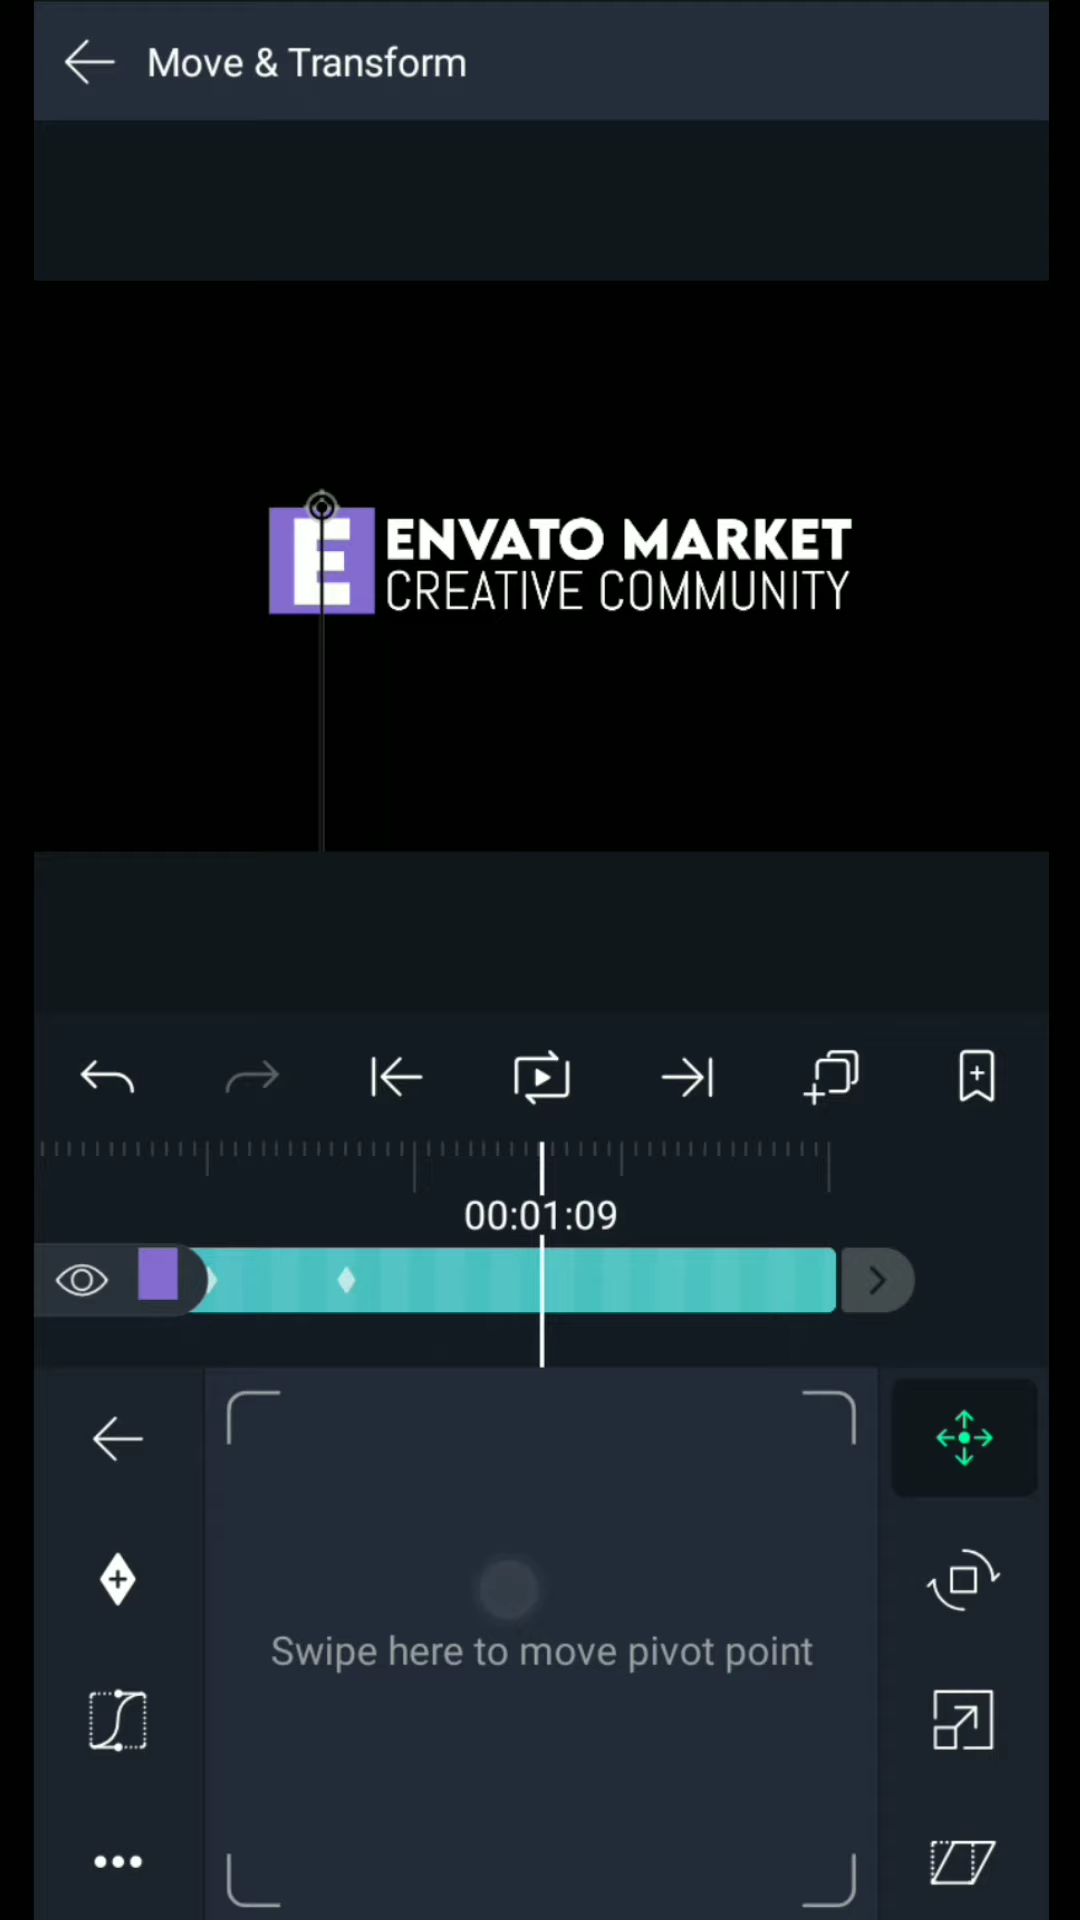 Move & Transform
E
ENVATO MARKET
CREATIVE COMMUNITY
00:01:09
Swipe here to move pivot point